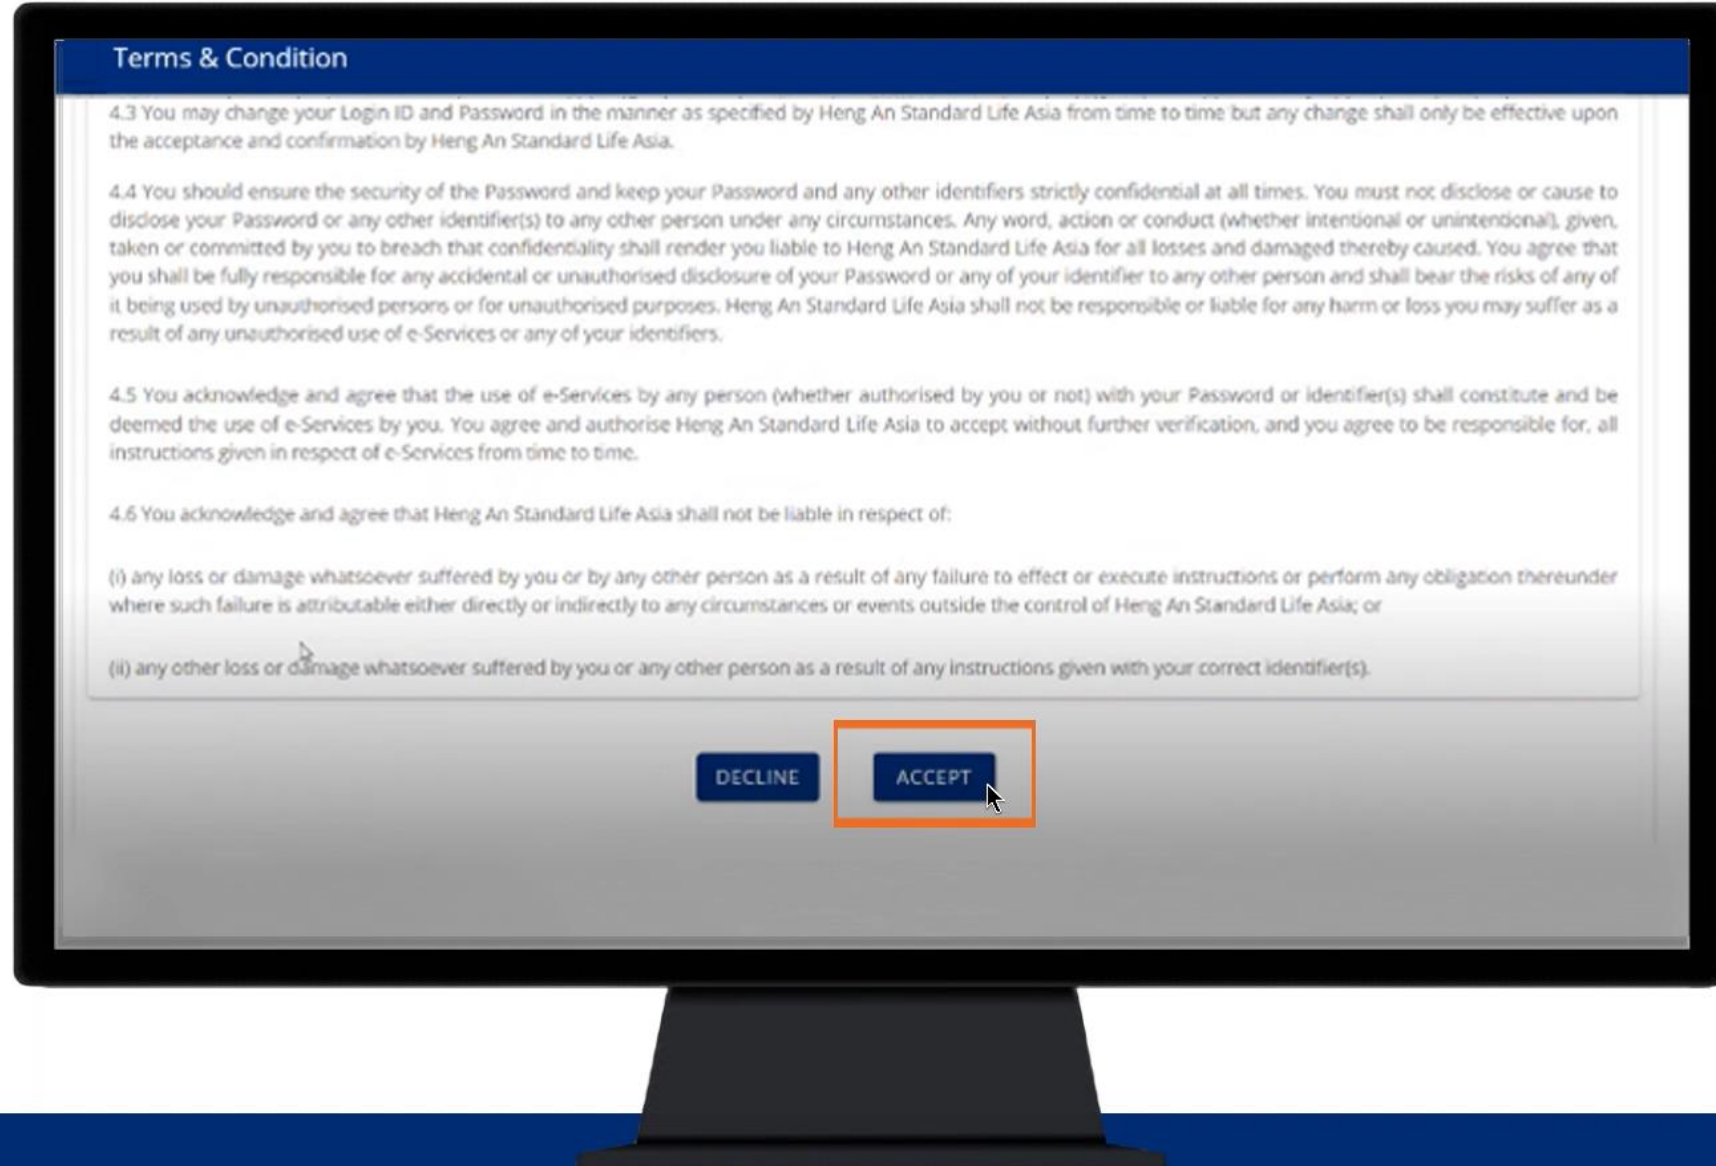 Terms & Condition
4.3 You may change your Login ID and Password in the manner as specified by Heng An Standard Life Asia from time to time but any change shall only be effective upon
the acceptance and confirmation by Heng An Standard Life Asia.
4.4 You should ensure the security of the Password and keep your Password and any other identifiers strictly confidential at all times. You must not disclose or cause to
disclose your Password or any other identifier(s) to any other person under any circumstances. Any word, action or conduct (whether intentional or unintentional), given,
taken or committed by you to breach that confidentiality shall render you liable to Heng An Standard Life Asia for all losses and damaged thereby caused. You agree that
you shall be fully responsible for any accidental or unauthorised disclosure of your Password or any of your identifier to any other person and shall bear the risks of any of
it being used by unauthorised persons or for unauthorised purposes. Heng An Standard Life Asia shall not be responsible or liable for any harm or loss you may suffer as a
result of any unauthorised use of e-Services or any of your identifiers.
4.5 You acknowledge and agree that the use of e-Services by any person (whether authorised by you or not) with your Password or identifier(s) shall constitute and be
deemed the use of e-Services by you. You agree and authorise Heng An Standard Life Asia to accept without further verification, and you agree to be responsible for, all
instructions given in respect of e-Services from time to time.
4.6 You acknowledge and agree that Heng An Standard Life Asia shall not be liable in respect of:
(i) any loss or damage whatsoever suffered by you or by any other person as a result of any failure to effect or execute instructions or perform any obligation thereunder
where such failure is attributable either directly or indirectly to any circumstances or events outside the control of Heng An Standard Life Asia; or
(ii) any other loss or damage whatsoever suffered by you or any other person as a result of any instructions given with your correct identifier(s).
DECLINE
ACCEPT